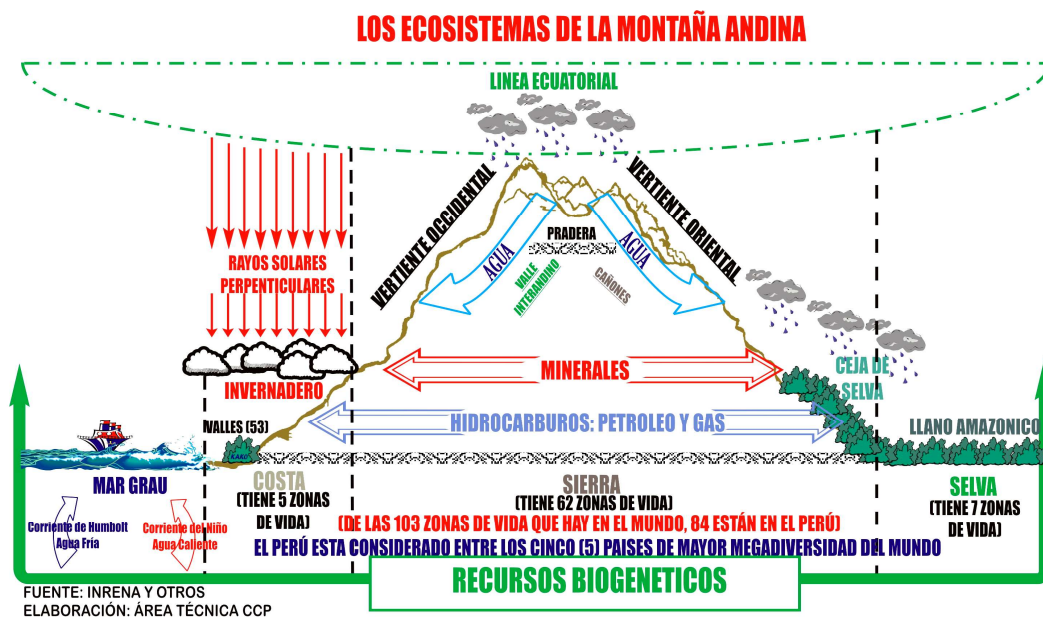 LOS ECOSISTEMAS DE LA MONTAÑA ANDINA
LINEA ECUATORIAL
VERTIENTE OCCIDENTAL
VERTIENTE ORIENTAL
AGUA
AGUA
PRADERA
VALLE
INTERANDINO
CAÑONES
RAYOS SOLARES
PERPENTICULARES
INVERNADERO
MINERALES
CEJA DE
SELVA
VALLES (53)
HIDROCARBUROS: PETROLEO Y GAS
LLANO AMAZONICO
MAR GRAU
COSTA
(TIENE 5 ZONAS
DE VIDA)
SIERRA
(TIENE 62 ZONAS DE VIDA)
SELVA
(TIENE 7 ZONAS
DE VIDA)
Corriente de Humbolt
Agua Fría
Corriente del Niño
Agua Caliente
(DE LAS 103 ZONAS DE VIDA QUE HAY EN EL MUNDO, 84 ESTÁN EN EL PERÚ)
EL PERÚ ESTA CONSIDERADO ENTRE LOS CINCO (5) PAISES DE MAYOR MEGADIVERSIDAD DEL MUNDO
RECURSOS BIOGENETICOS
FUENTE: INRENA Y OTROS
ELABORACIÓN: ÁREA TÉCNICA CCP